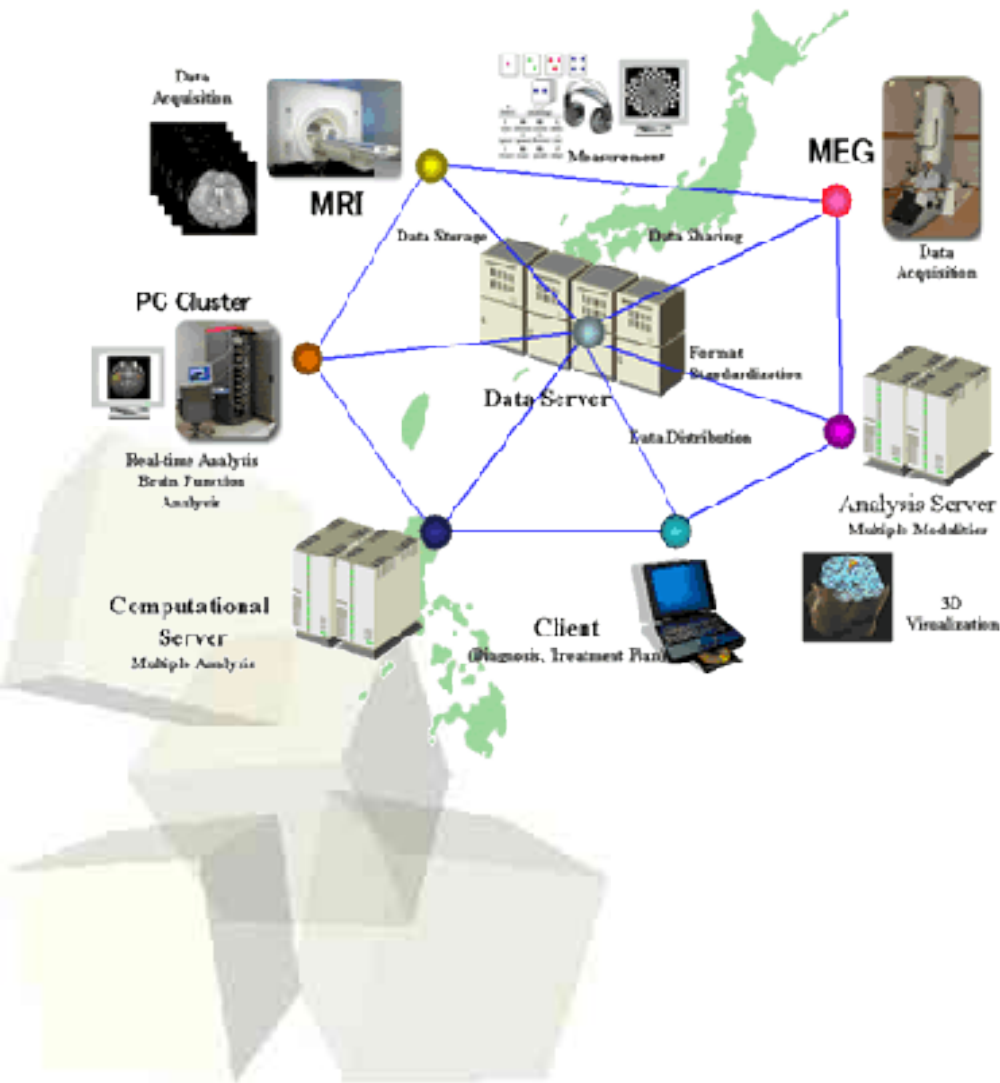 Data
Acquisition
MRI
Measurement
MEG
Data
Acquisition
Data Storage
Data Sharing
PC Cluster
Format
Standardization
Data Server
Data Distribution
Real-time Analysis
Brain Function
Analysis
Analysis Server
Multiple Modalities
Computational
Server
Multiple Analysis
Client
(Diagnosis, Treatment Plan)
3D
Visualization